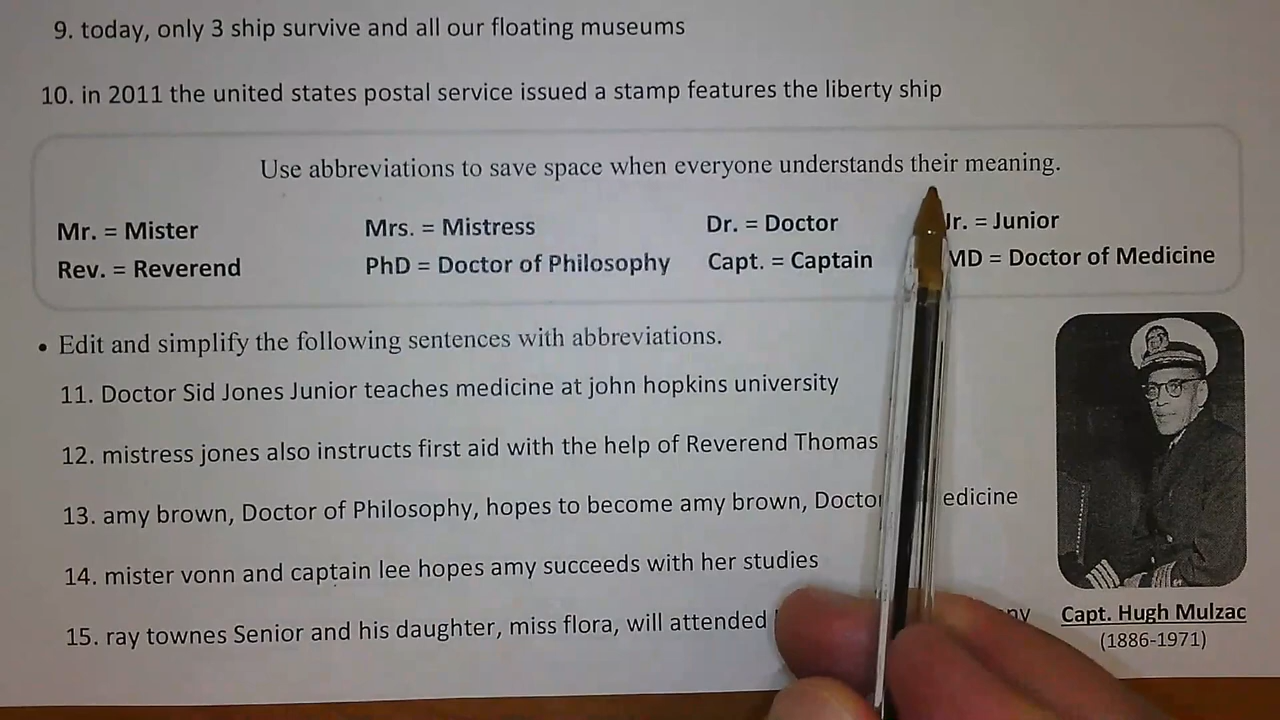 9. today, only 3 ship survive and all our floating museums
10. in 2011 the united states postal service issued a stamp features the liberty ship
Use abbreviations to save space when everyone understands their meaning.
Mr. = Mister Mrs. = Mistress Dr. = Doctor Jr. = Junior
Rev. = Reverend PhD = Doctor of Philosophy Capt. = Captain MD = Doctor of Medicine
• Edit and simplify the following sentences with abbreviations.
11. Doctor Sid Jones Junior teaches medicine at john hopkins university
12. mistress jones also instructs first aid with the help of Reverend Thomas
13. amy brown, Doctor of Philosophy, hopes to become amy brown,
14. mister vonn and captain lee hopes amy succeeds with her studies
15. ray townes Senior and his daughter, miss flora, will attended
Capt. Hugh Mulzac
(1886-1971)